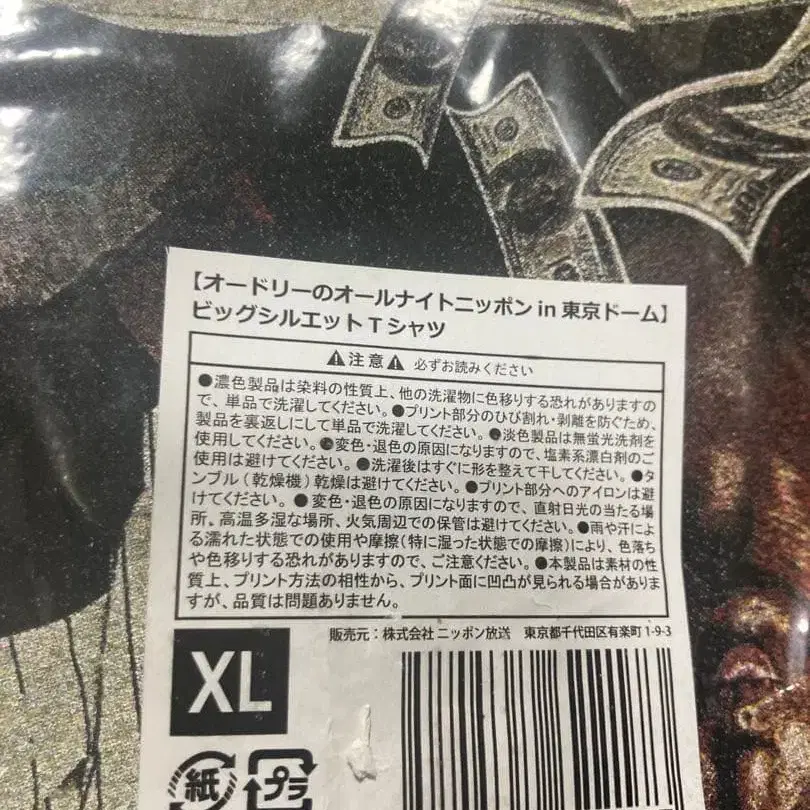 【オードリーのオールナイトニッポン in 東京ドーム】
ビッグシルエットTシャツ
注意 必ずお読みください
●濃色製品は染料の性質上、他の洗濯物に色移りする恐れがありますの
で、単品で洗濯してください。●プリント部分のひび割れ・剥離を防ぐため、
製品を裏返しにして単品で洗濯してください。●淡色製品は無蛍光洗剤を
使用してください。●変色・退色の原因になりますので、塩素系漂白剤のご
使用は避けてください。●洗濯後はすぐに形を整えて干してください。●タ
ンブル(乾燥機)乾燥は避けてください。●プリント部分へのアイロンは避
けてください。●変色・退色の原因になりますので、直射日光の当たる場
所、高温多湿な場所、火気周辺での保管は避けてください。●雨や汗によ
る濡れた状態での使用や摩擦(特に湿った状態での摩擦)により、色落ち
や色移りする恐れがありますので、ご注意ください。●本製品は素材の性
質上、プリント方法の相性から、プリント面に凹凸が見られる場合がありま
すが、品質は問題ありません。
販売元:株式会社 ニッポン放送 東京都千代田区有楽町 1-9-3
XL
紙 プラ